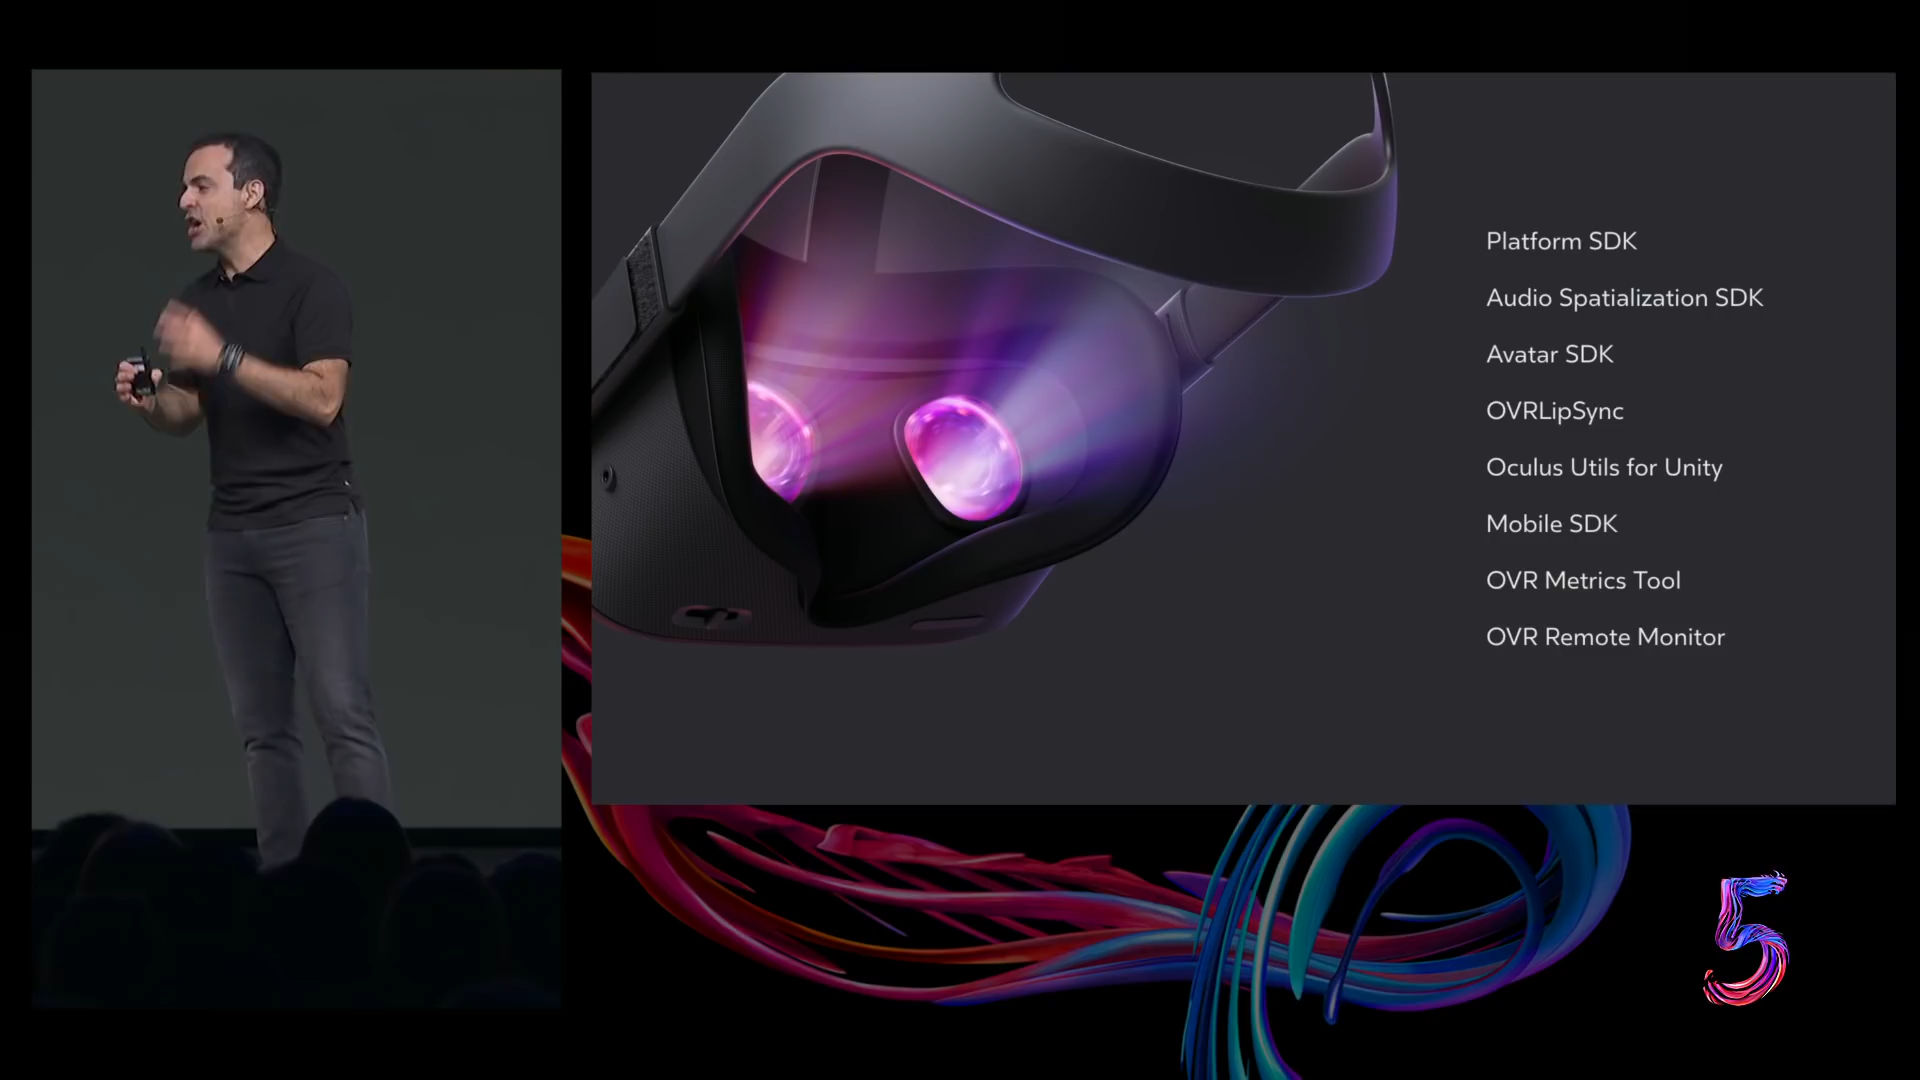 Platform SDK
Audio Spatialization SDK
Avatar SDK
OVRLipSync
Oculus Utils for Unity
Mobile SDK
OVR Metrics Tool
OVR Remote Monitor
5